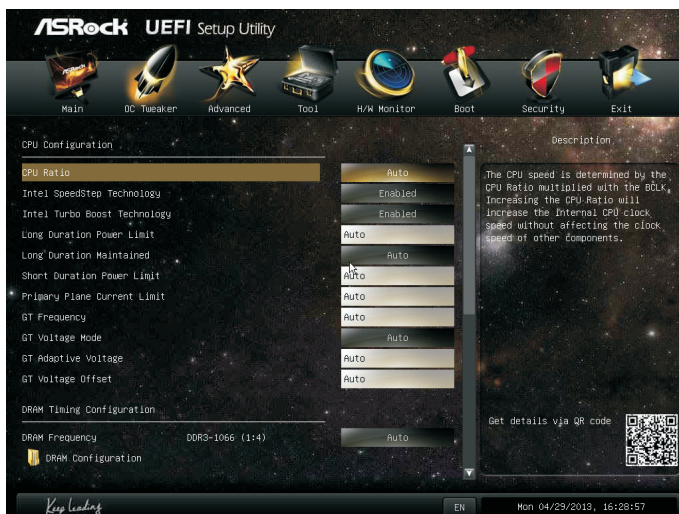 ASRock UEFI Setup Utility
ASRock
Main OC Tweaker Advanced Tool H/W Monitor Boot Security Exit
CPU Configuration
CPU Ratio Auto
Intel SpeedStep Technology Enabled
Intel Turbo Boost Technology Enabled
Long Duration Power Limit Auto
Long Duration Maintained Auto
Short Duration Power Limit Auto
Primary Plane Current Limit Auto
GT Frequency Auto
GT Voltage Mode Auto
GT Adaptive Voltage Auto
GT Voltage Offset Auto
DRAM Timing Configuration
DRAM Frequency DDR3-1066 (1:4) Auto
DRAM Configuration
Description
The CPU speed is determined by the
CPU Ratio multiplied with the BCLK.
Increasing the CPU Ratio will
increase the internal CPU clock
speed without affecting the clock
speed of other components.
Get details via QR code
Keep Leading
EN
Mon 04/29/2013, 16:28:57